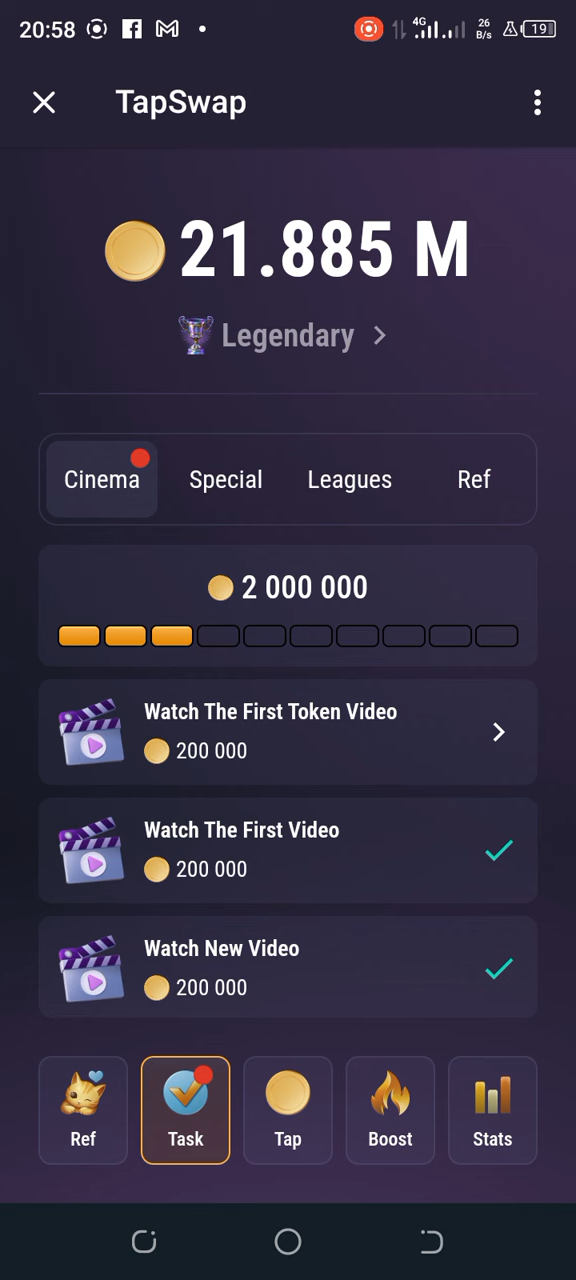 20:58
4G
26
B/s
19
TapSwap
21.885 M
Legendary
Cinema
Special
Leagues
Ref
2 000 000
Watch The First Token Video
200 000
Watch The First Video
200 000
Watch New Video
200 000
Ref
Task
Tap
Boost
Stats